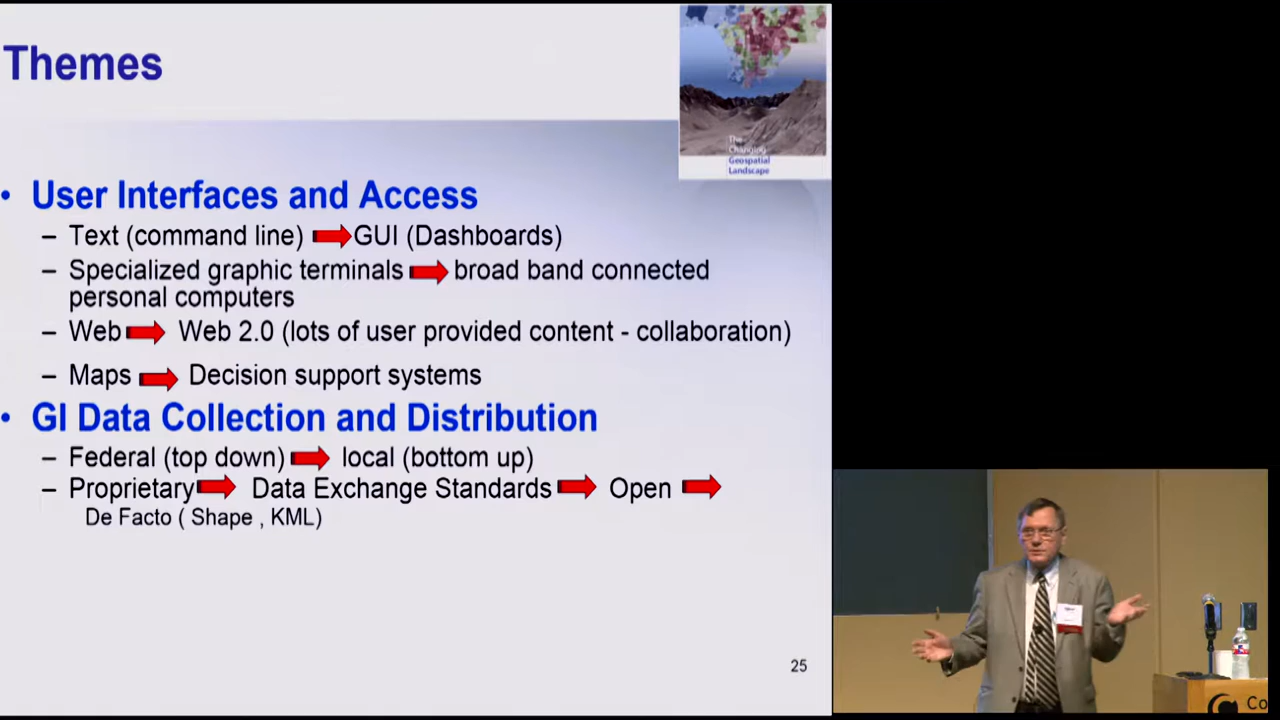 Themes
The
Changing
Geospatial
Landscape
• User Interfaces and Access
– Text (command line) GUI (Dashboards)
– Specialized graphic terminals broad band connected
personal computers
– Web Web 2.0 (lots of user provided content - collaboration)
– Maps Decision support systems
• GI Data Collection and Distribution
– Federal (top down) local (bottom up)
– Proprietary Data Exchange Standards Open
De Facto ( Shape , KML)
25
Co